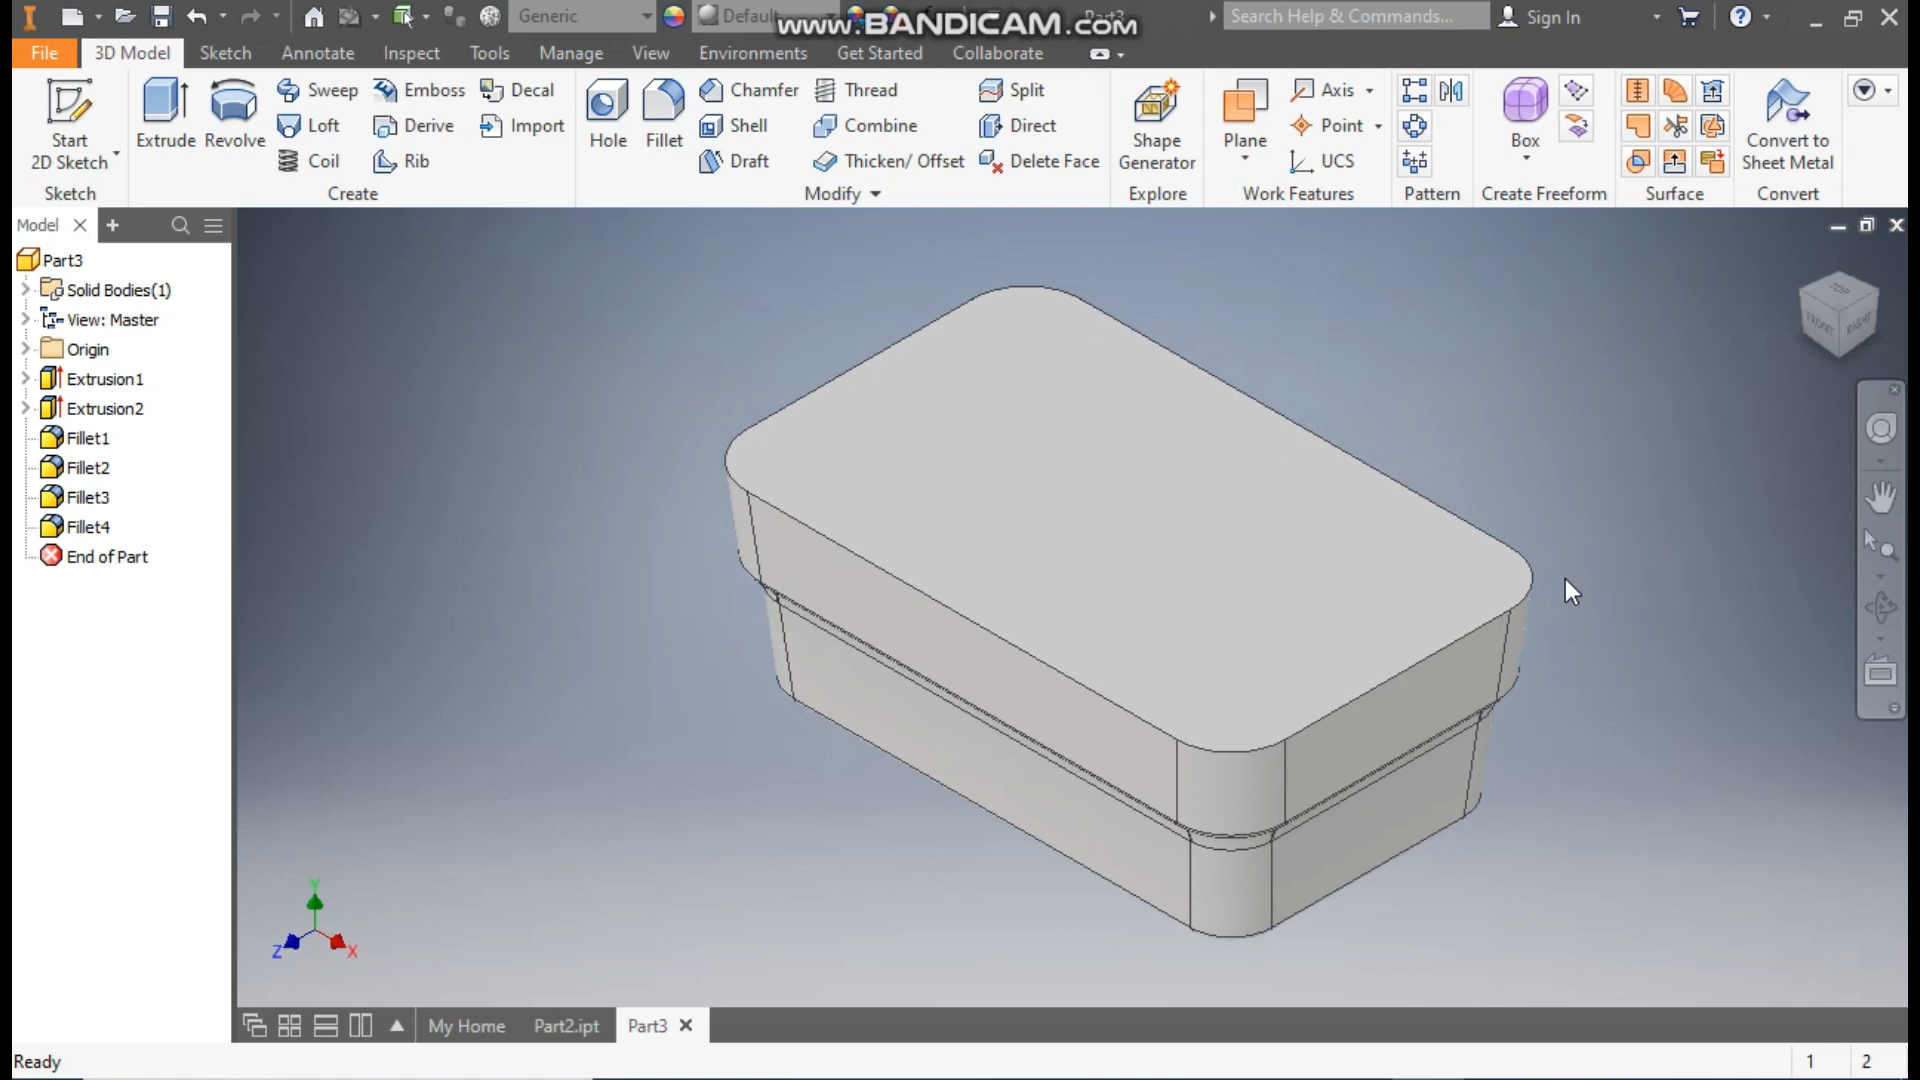 Generic
Default
www.BANDICAM.com
Part3
Search Help & Commands...
Sign In
File
3D Model
Sketch
Annotate
Inspect
Tools
Manage
View
Environments
Get Started
Collaborate
Start
2D Sketch
Sketch
Extrude
Revolve
Sweep
Loft
Coil
Emboss
Derive
Rib
Decal
Import
Create
Hole
Fillet
Chamfer
Shell
Draft
Thread
Combine
Thicken/ Offset
Split
Direct
Delete Face
Modify
Shape
Generator
Explore
Plane
Axis
Point
UCS
Work Features
Pattern
Box
Create Freeform
Surface
Convert to
Sheet Metal
Convert
Model
Part3
Solid Bodies(1)
View: Master
Origin
Extrusion1
Extrusion2
Fillet1
Fillet2
Fillet3
Fillet4
End of Part
TOP
FRONT
RIGHT
Y
Z
X
My Home
Part2.ipt
Part3
Ready
1
2